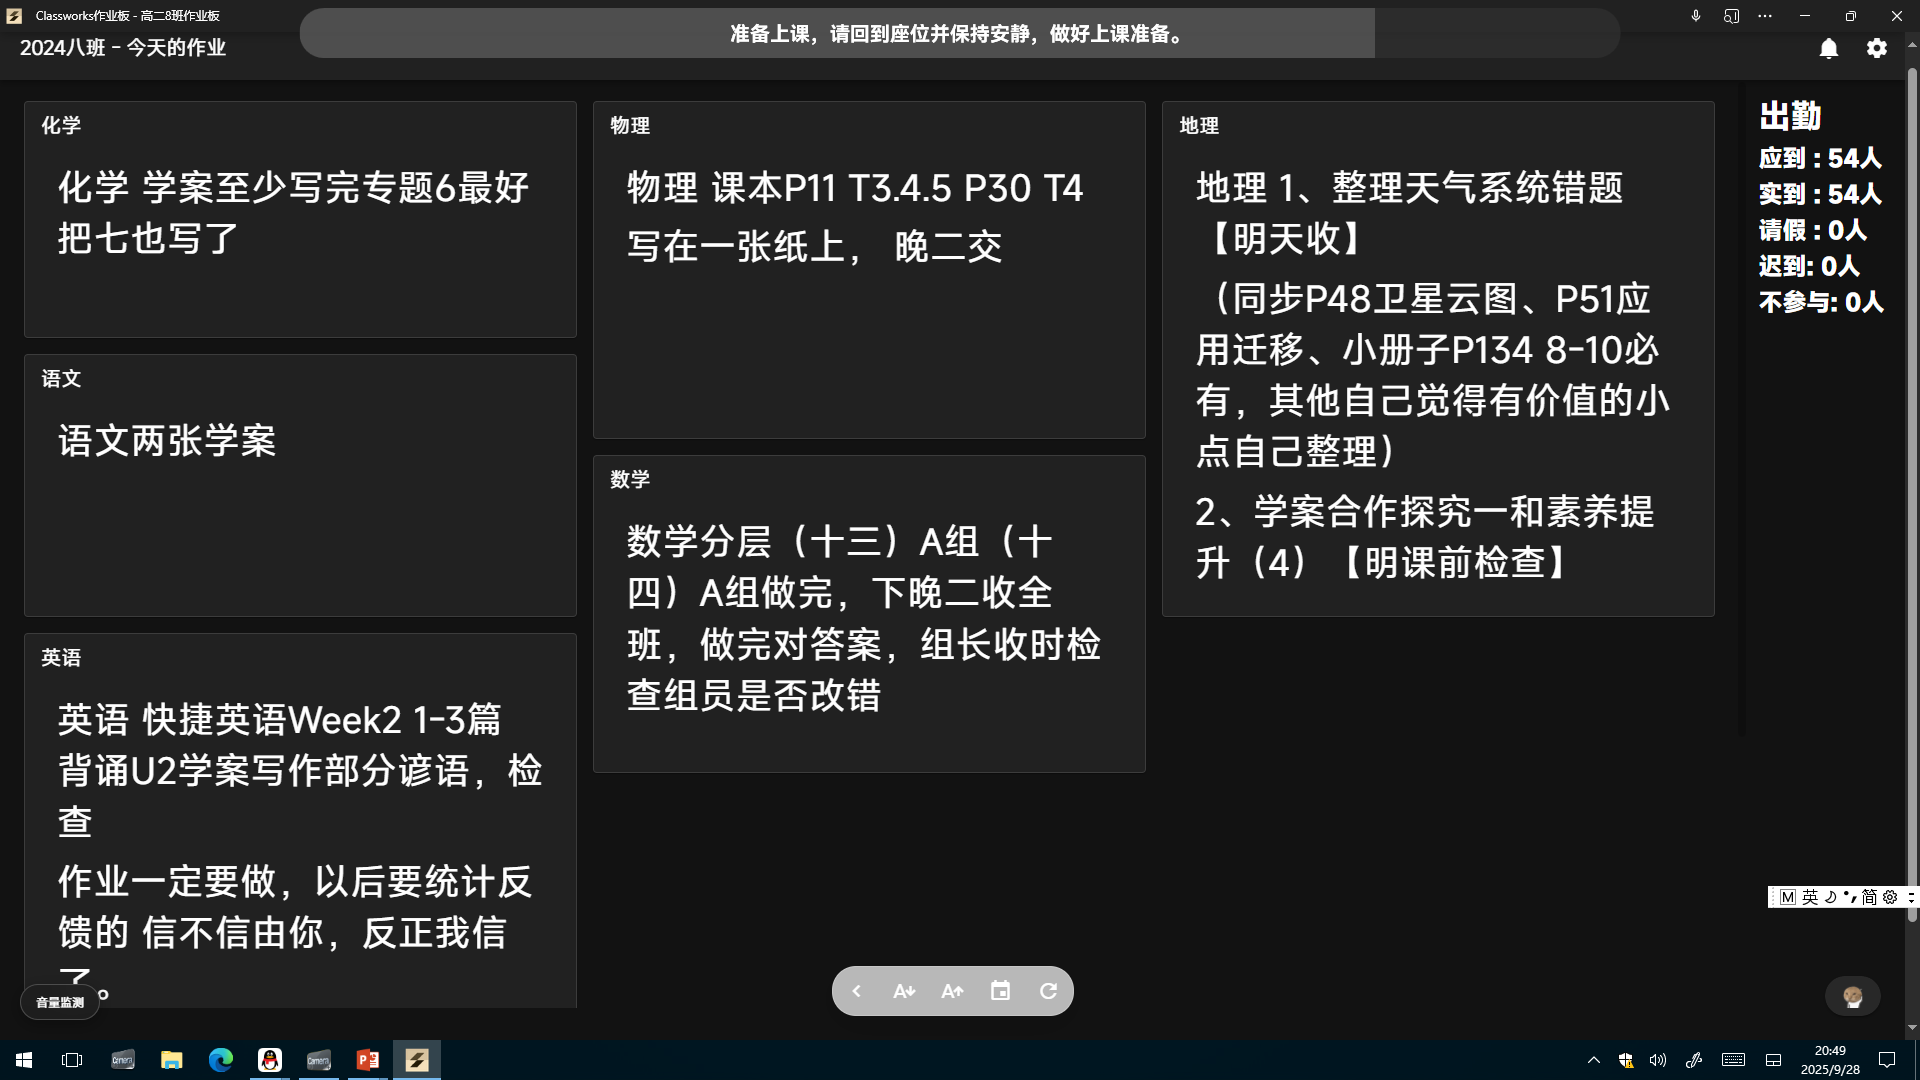 Classworks作业板 - 高二8班作业板
2024八班 - 今天的作业
准备上课，请回到座位并保持安静，做好上课准备。
化学
化学 学案至少写完专题6最好
把七也写了
语文
语文两张学案
英语
英语 快捷英语Week2 1-3篇
背诵U2学案写作部分谚语，检
查
作业一定要做，以后要统计反
馈的 信不信由你，反正我信
了。
物理
物理 课本P11 T3.4.5 P30 T4
写在一张纸上， 晚二交
数学
数学分层（十三）A组（十
四）A组做完，下晚二收全
班，做完对答案，组长收时检
查组员是否改错
地理
地理 1、整理天气系统错题
【明天收】
（同步P48卫星云图、P51应
用迁移、小册子P134 8-10必
有，其他自己觉得有价值的小
点自己整理）
2、学案合作探究一和素养提
升（4）【明课前检查】
出勤
应到 : 54人
实到 : 54人
请假 : 0人
迟到: 0人
不参与: 0人
M 英 简
音量监测
A A
Camera
Camera
P
20:49
2025/9/28